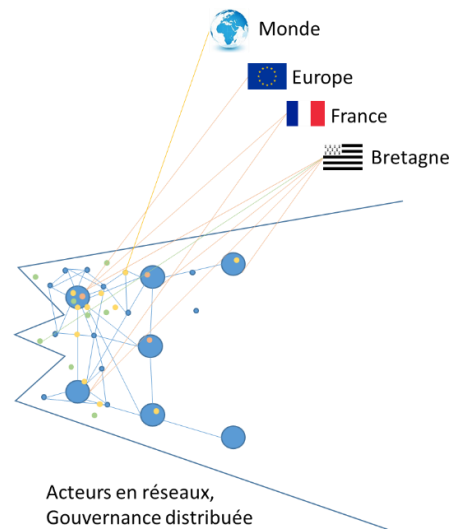 Monde
Europe
France
Bretagne
Acteurs en réseaux,
Gouvernance distribuée